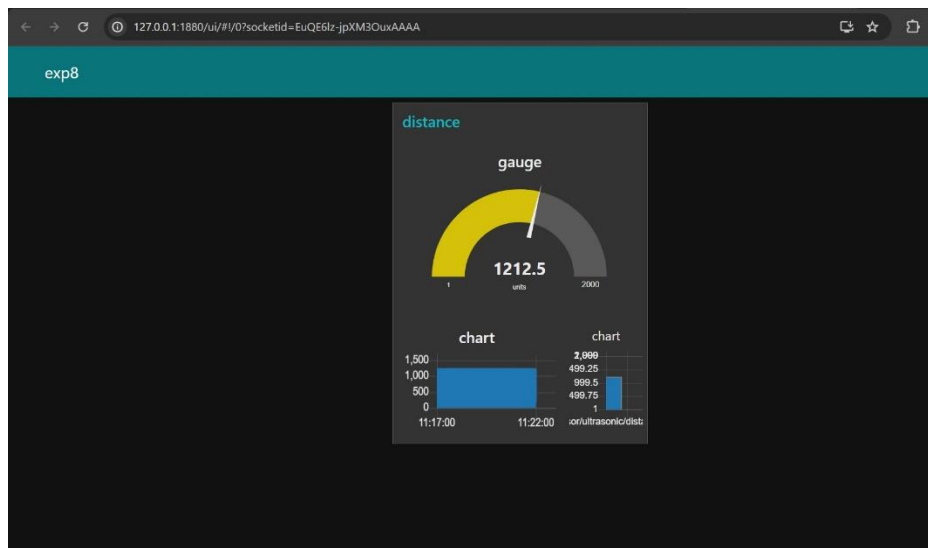 127.0.0.1:1880/ui/#!/0?socketid=EuQE6lz-jpXM3OuxAAAA
exp8
distance
gauge
1212.5
1 units 2000
chart
1,500
1,000
500
0
11:17:00 11:22:00
chart
499.25
999.5
499.75
1
sor/ultrasonic/dista